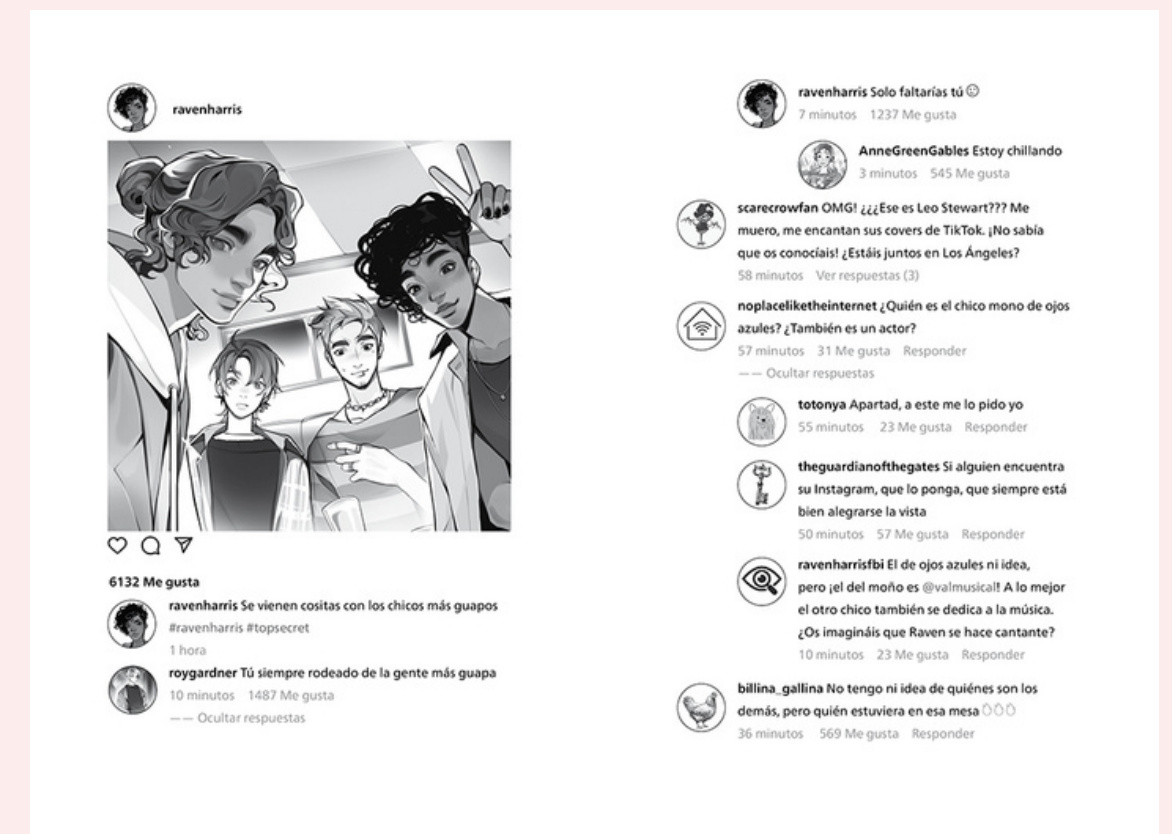 ravenharris
6132 Me gusta
ravenharris Se vienen cositas con los chicos más guapos
#ravenharris #topsecret
1 hora
roygardner Tú siempre rodeado de la gente más guapa
10 minutos 1487 Me gusta
—— Ocultar respuestas
ravenharris Solo faltarías tú
7 minutos 1237 Me gusta
AnneGreenGables Estoy chillando
3 minutos 545 Me gusta
scarecrowfan OMG! ¿¿¿Ese es Leo Stewart??? Me
muero, me encantan sus covers de TikTok. ¡No sabía
que os conocíais! ¿Estáis juntos en Los Ángeles?
58 minutos Ver respuestas (3)
noplaceliketheinternet ¿Quién es el chico mono de ojos
azules? ¿También es un actor?
57 minutos 31 Me gusta Responder
—— Ocultar respuestas
totonya Apartad, a este me lo pido yo
55 minutos 23 Me gusta Responder
theguardianofthegates Si alguien encuentra
su Instagram, que lo ponga, que siempre está
bien alegrarse la vista
50 minutos 57 Me gusta Responder
ravenharrisfbi El de ojos azules ni idea,
pero ¡el del moño es @valmusical! A lo mejor
el otro chico también se dedica a la música.
¿Os imagináis que Raven se hace cantante?
10 minutos 23 Me gusta Responder
billina_gallina No tengo ni idea de quiénes son los
demás, pero quién estuviera en esa mesa
36 minutos 569 Me gusta Responder